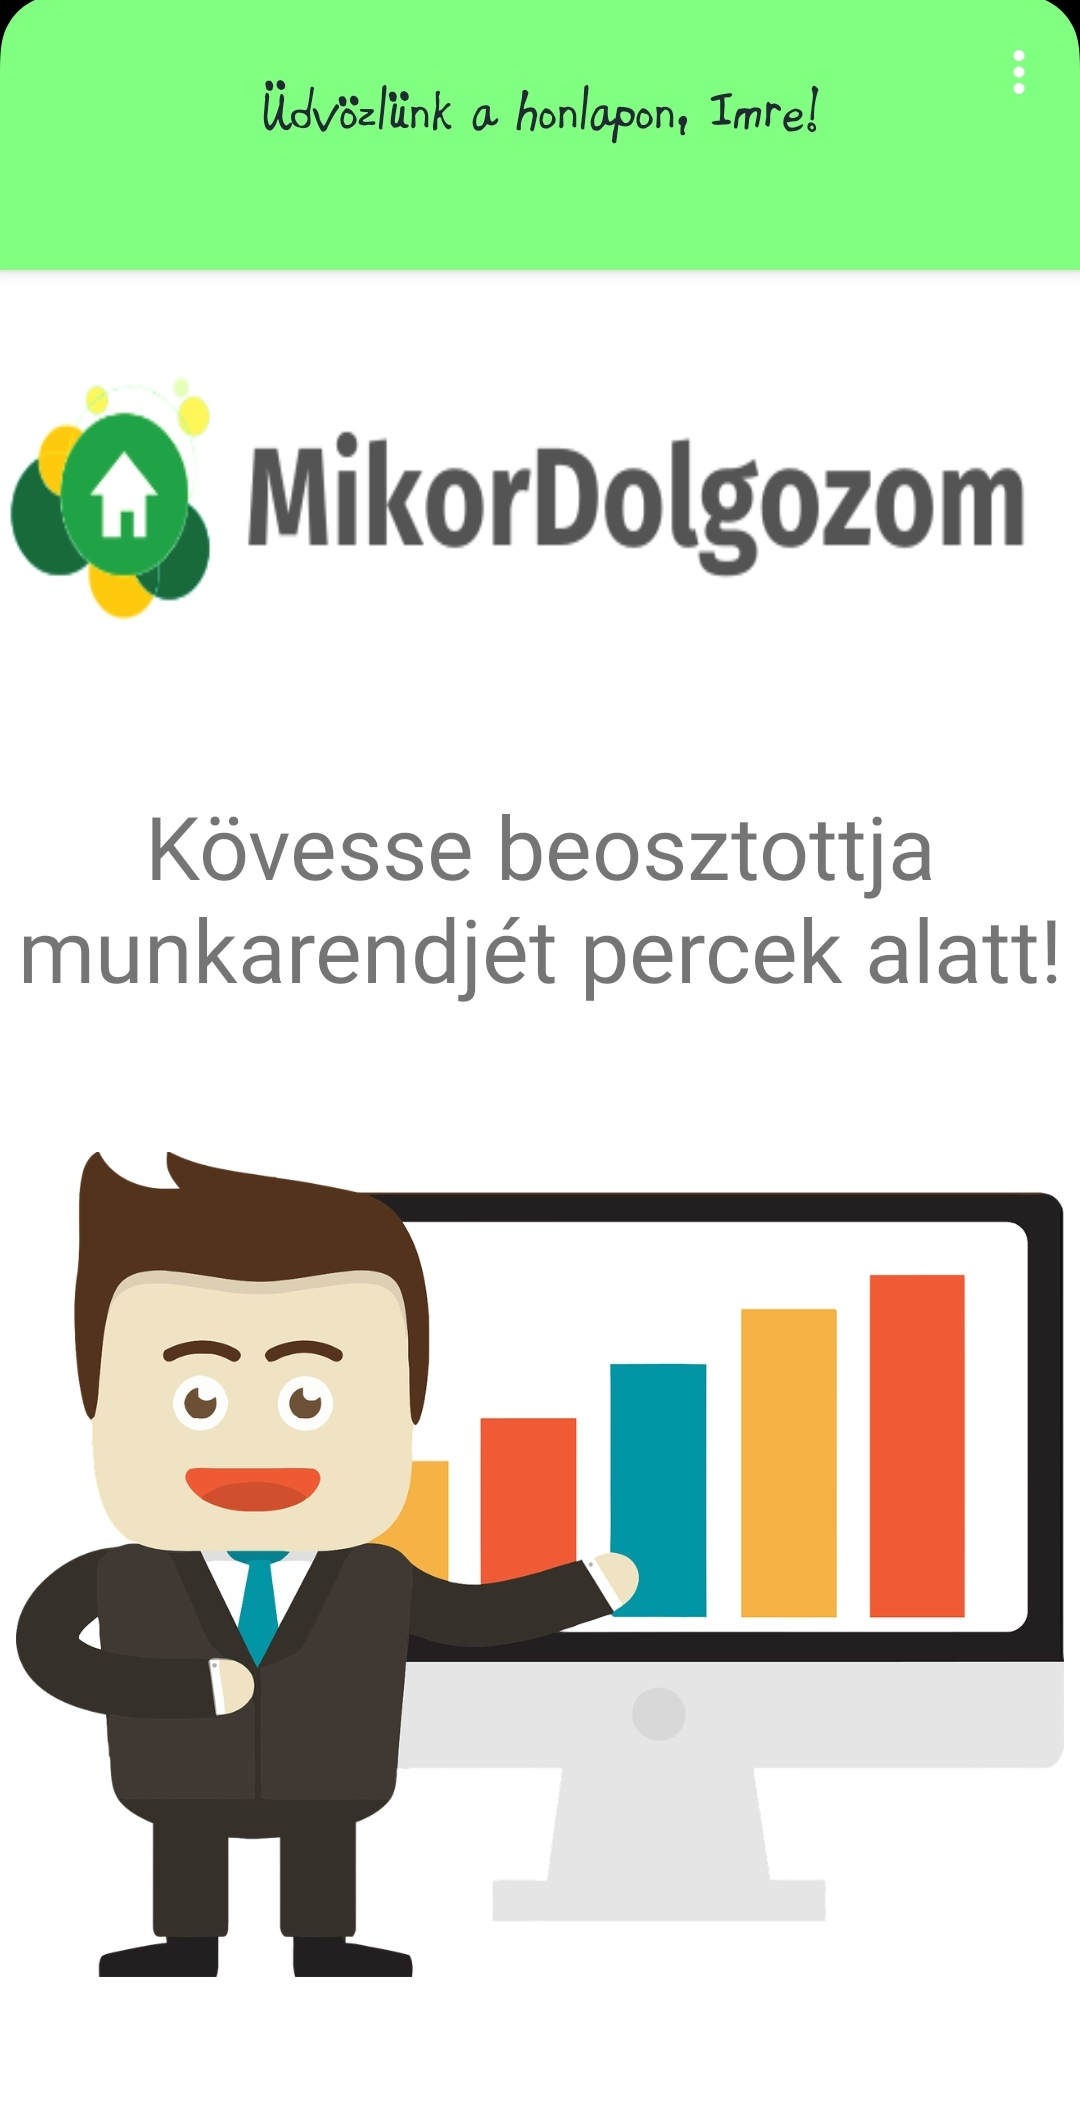 Üdvözlünk a honlapon, Imre!
MikorDolgozom
Kövesse beosztottja
munkarendjét percek alatt!